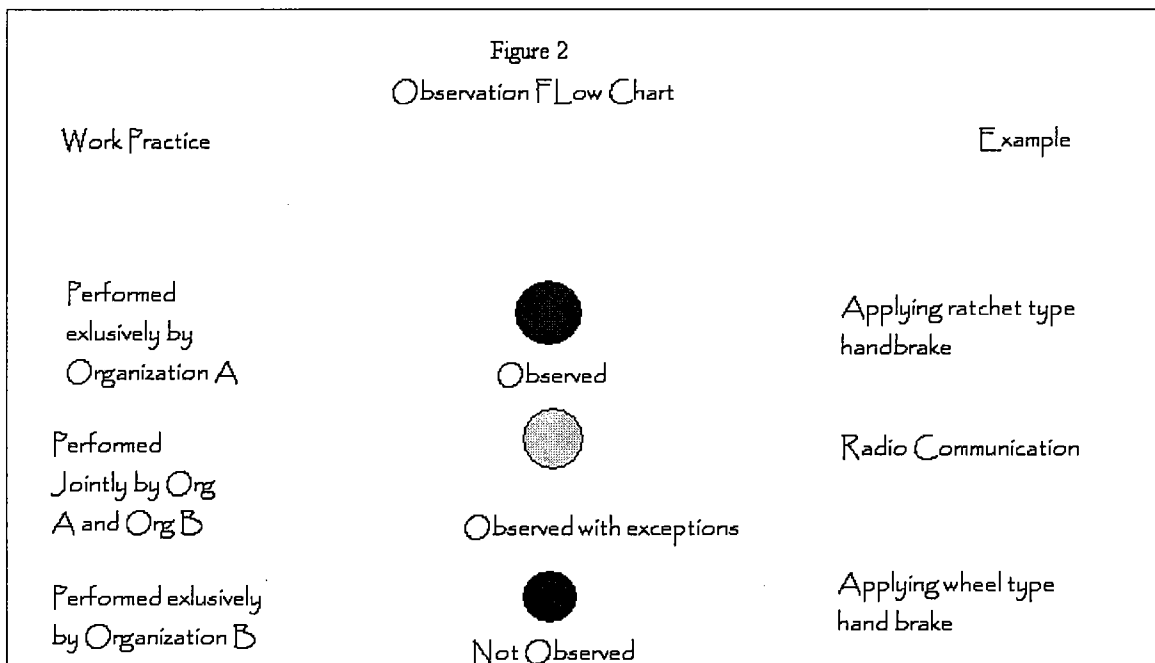 Figure 2
Observation FLow Chart
Work Practice
Example
Performed
exlusively by
Organization A
Observed
Applying ratchet type
handbrake
Performed
Jointly by Org
A and Org B
Observed with exceptions
Radio Communication
Performed exlusively
by Organization B
Not Observed
Applying wheel type
hand brake